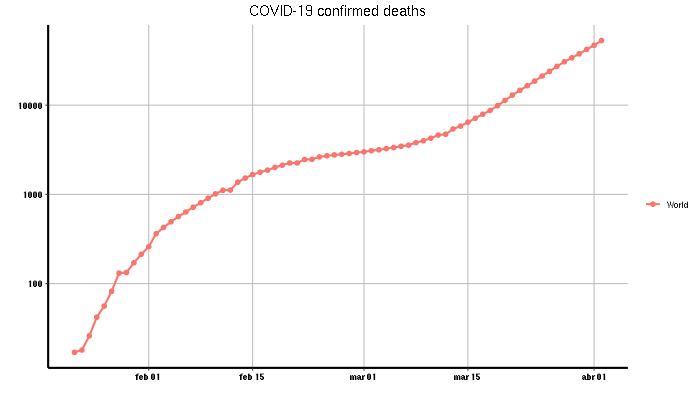 COVID-19 confirmed deaths
10000
1000
100
World
feb 01
feb 15
mar 01
mar 15
abr 01